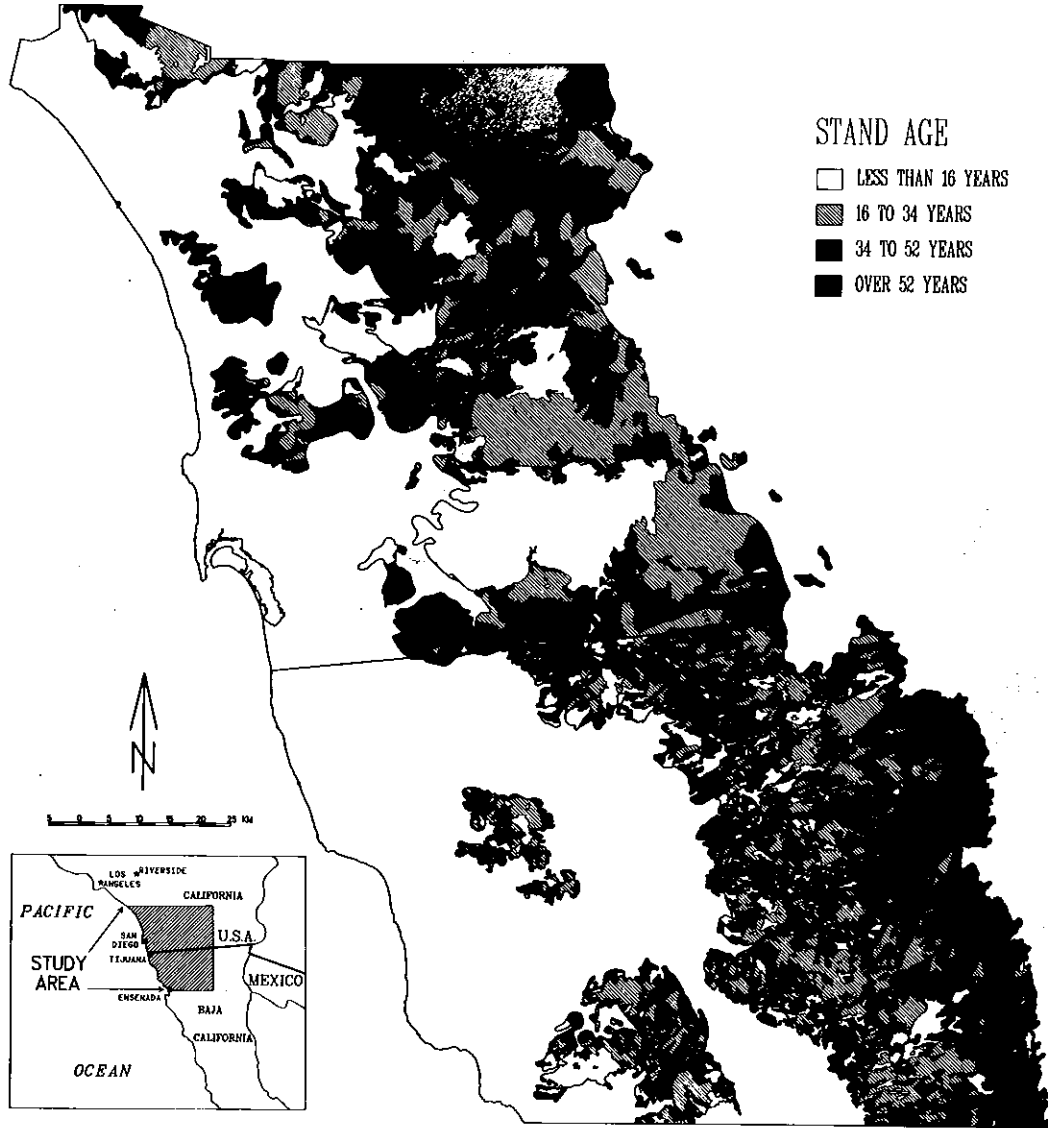 STAND AGE
LESS THAN 16 YEARS
16 TO 34 YEARS
34 TO 52 YEARS
OVER 52 YEARS
N
5 0 5 10 15 20 25 KM
LOS ANGELES
RIVERSIDE
CALIFORNIA
PACIFIC
SAN DIEGO
U.S.A.
TIJUANA
STUDY AREA
MEXICO
ENSENADA
BAJA CALIFORNIA
OCEAN